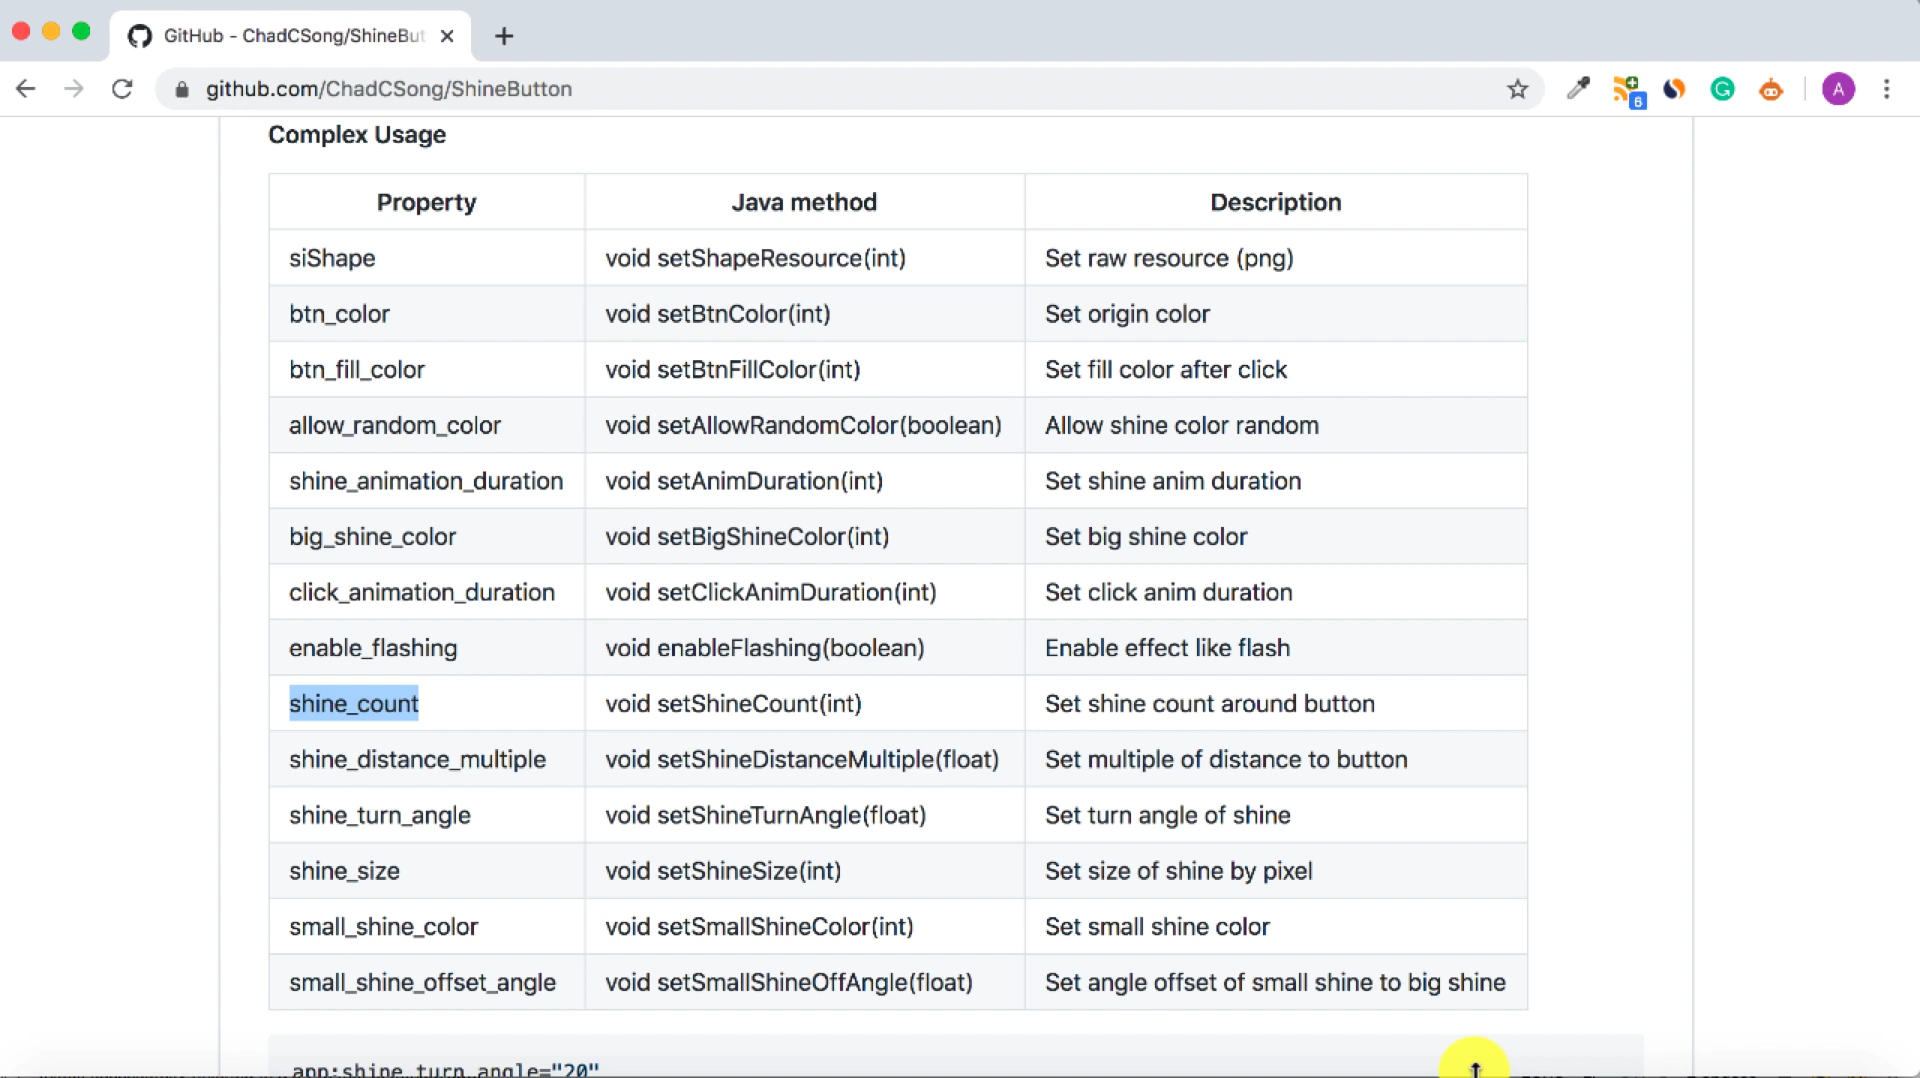 GitHub - ChadCSong/ShineBut
github.com/ChadCSong/ShineButton
6
G
A
Complex Usage
Property Java method Description
siShape void setShapeResource(int) Set raw resource (png)
btn_color void setBtnColor(int) Set origin color
btn_fill_color void setBtnFillColor(int) Set fill color after click
allow_random_color void setAllowRandomColor(boolean) Allow shine color random
shine_animation_duration void setAnimDuration(int) Set shine anim duration
big_shine_color void setBigShineColor(int) Set big shine color
click_animation_duration void setClickAnimDuration(int) Set click anim duration
enable_flashing void enableFlashing(boolean) Enable effect like flash
shine_count void setShineCount(int) Set shine count around button
shine_distance_multiple void setShineDistanceMultiple(float) Set multiple of distance to button
shine_turn_angle void setShineTurnAngle(float) Set turn angle of shine
shine_size void setShineSize(int) Set size of shine by pixel
small_shine_color void setSmallShineColor(int) Set small shine color
small_shine_offset_angle void setSmallShineOffAngle(float) Set angle offset of small shine to big shine
app:shine_turn_angle="20"